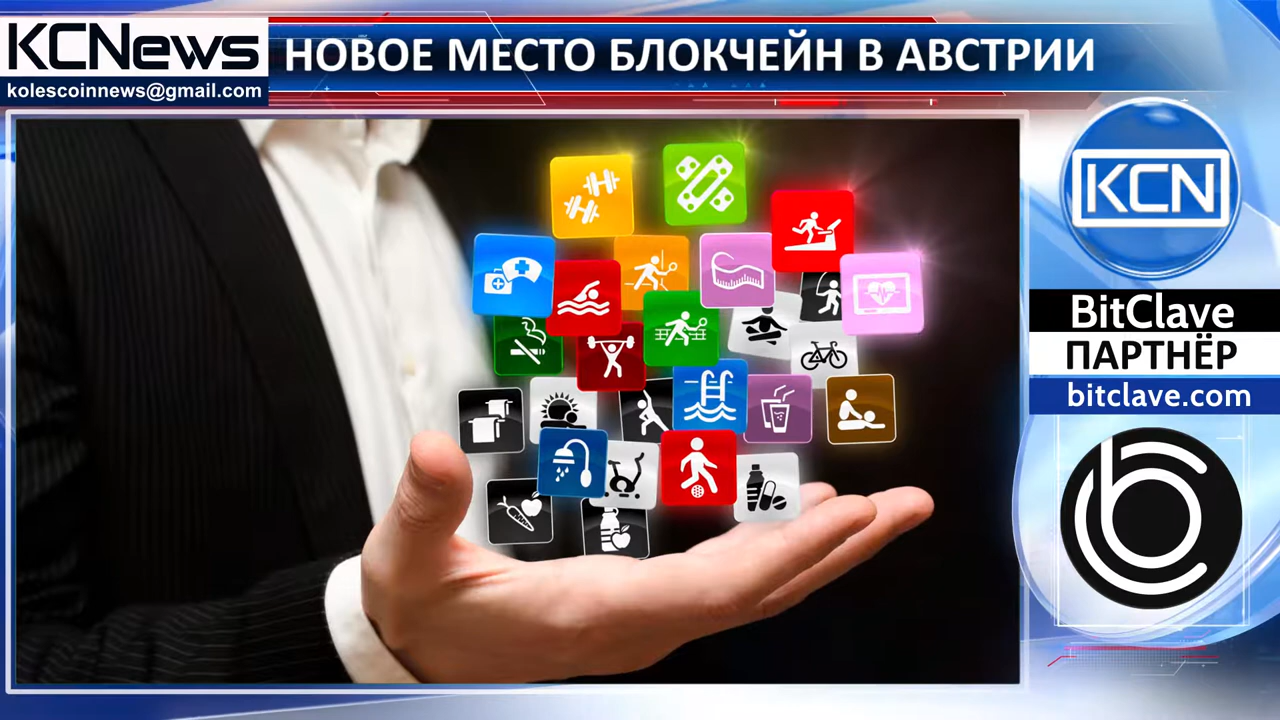 KCNews
kolescoinnews@gmail.com
НОВОЕ МЕСТО БЛОКЧЕЙН В АВСТРИИ
KCN
BitClave
ПАРТНЁР
bitclave.com